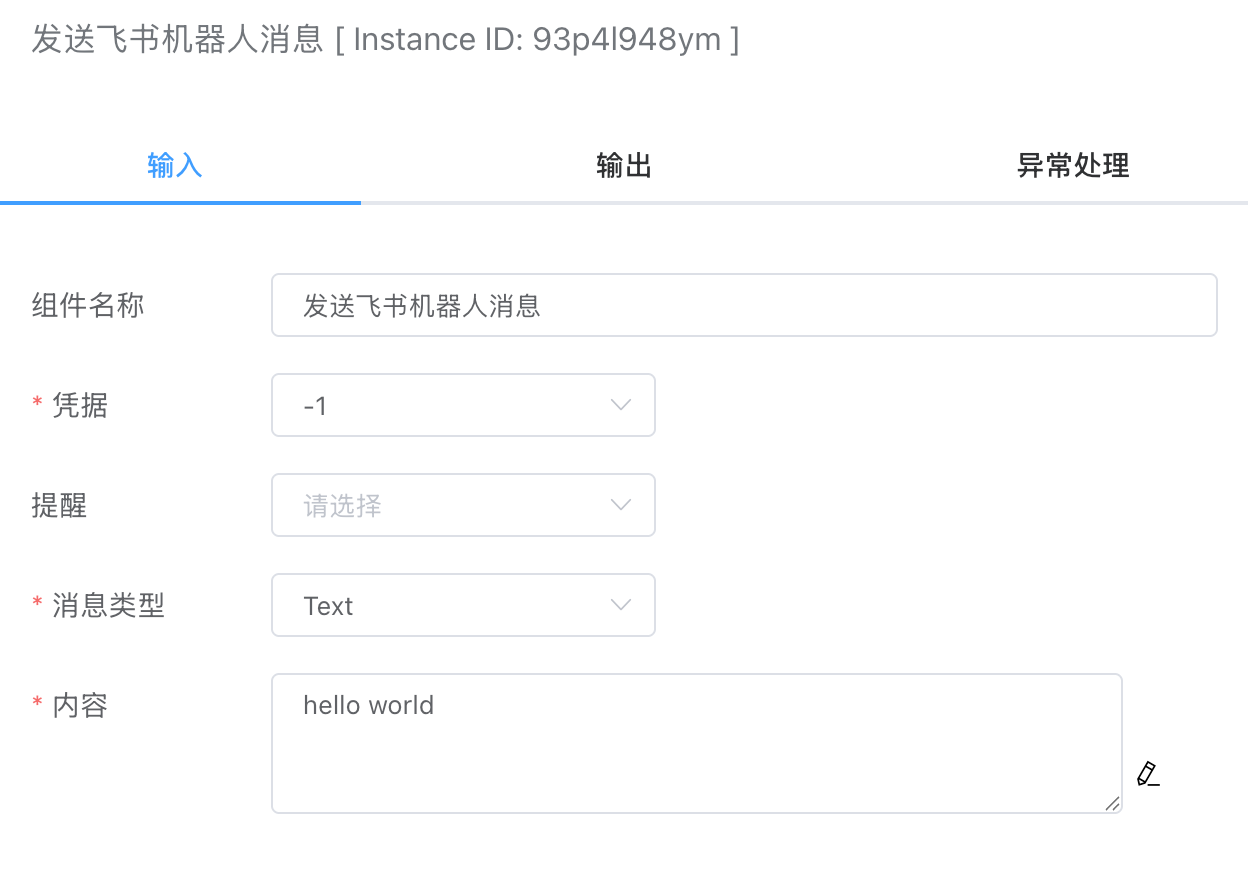 发送飞书机器人消息 [ Instance ID: 93p4l948ym ]
输入 输出 异常处理
组件名称 发送飞书机器人消息
* 凭据 -1
提醒 请选择
* 消息类型 Text
* 内容 hello world